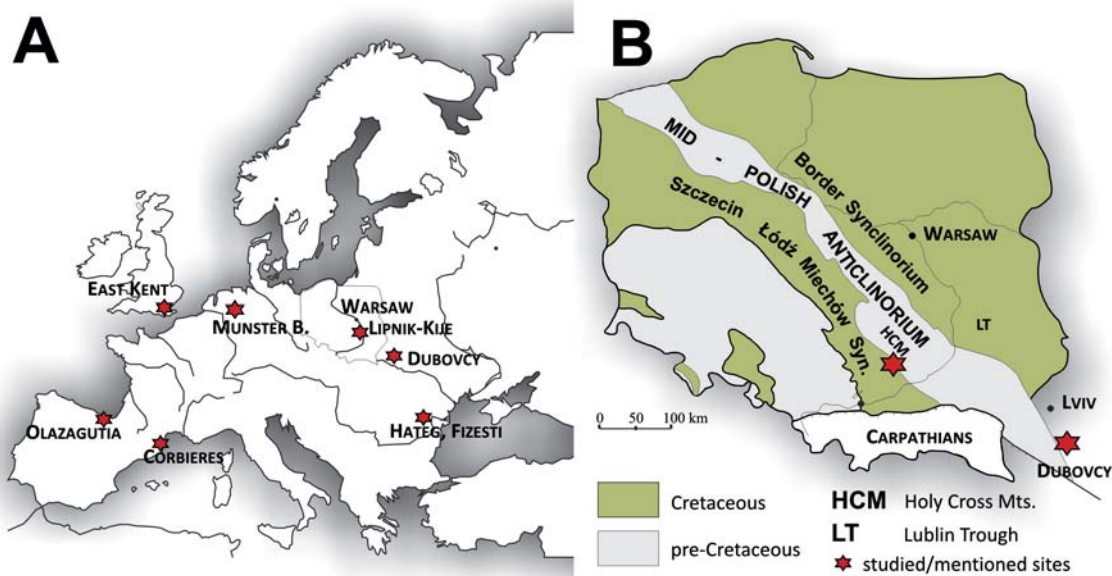 A
EAST KENT
MUNSTER B.
WARSAW
LIPNIK-KIJE
DUBOVCY
OLAZAGUTIA
CORBIERES
HATEG, FIZESTI
B
MID - POLISH ANTICLINORIUM
Border Synclinorium
Szczecin Łódź Miechów Syn.
WARSAW
LT
HCM
0 50 100 km
LVIV
CARPATHIANS
DUBOVCY
Cretaceous
pre-Cretaceous
HCM Holy Cross Mts.
LT Lublin Trough
studied/mentioned sites